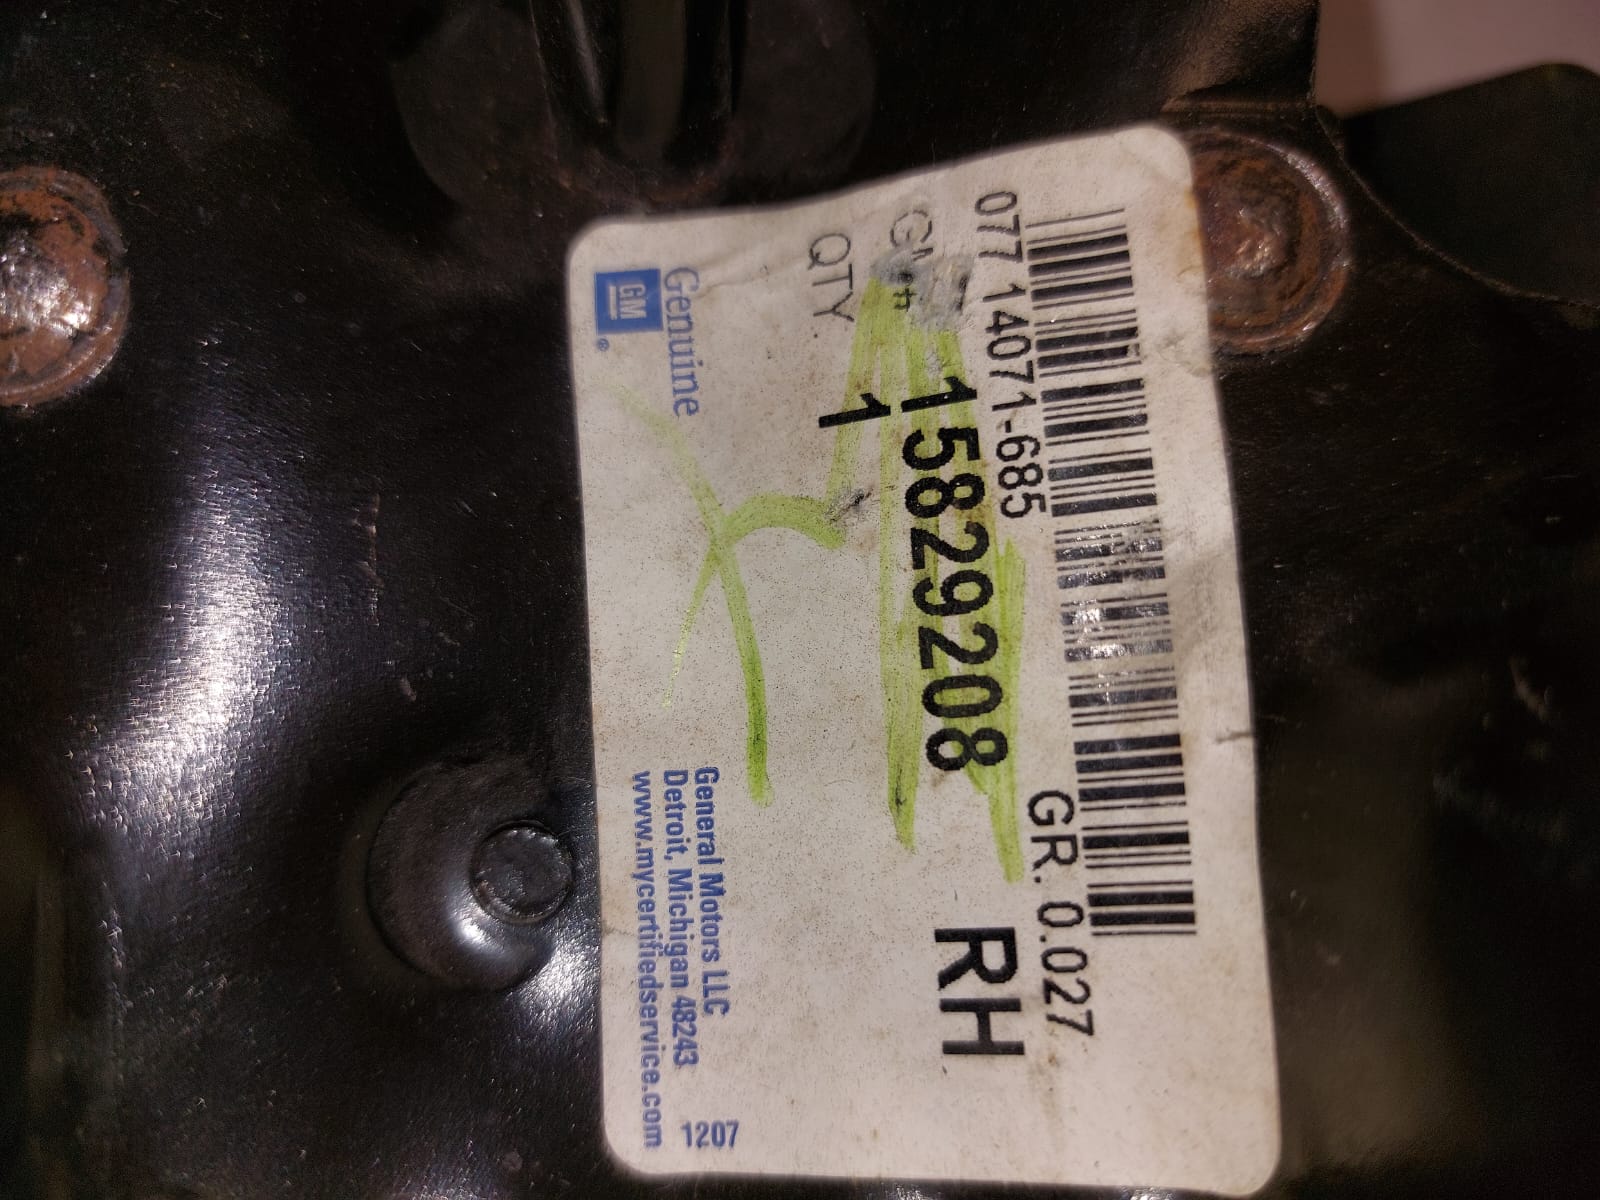 077 14071-685 GR. 0.027
GM # 15829208 RH
QTY. 1
Genuine
GM ®
General Motors LLC
Detroit, Michigan 48243
www.mycertifiedservice.com
1207